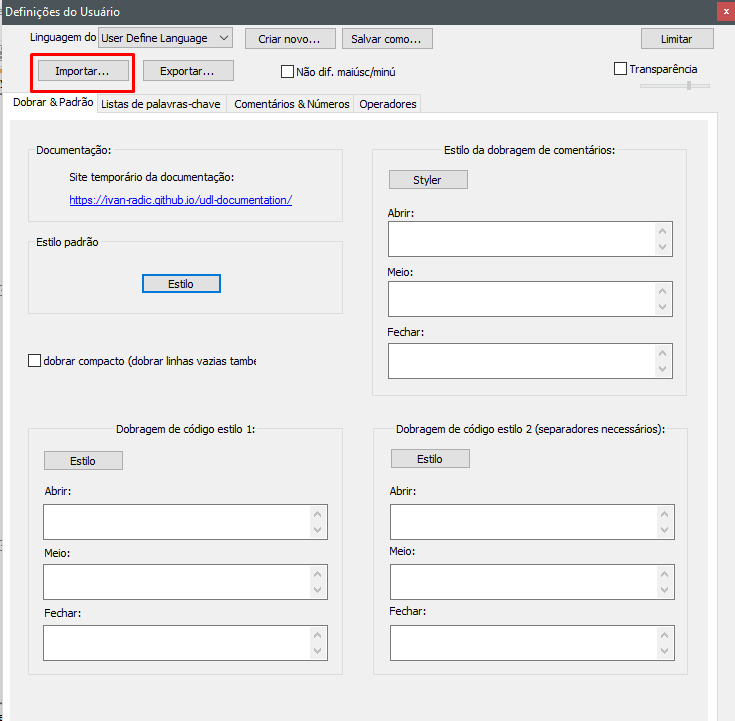 Definições do Usuário
x
Linguagem do User Define Language Criar novo... Salvar como... Limitar
Importar... Exportar... Não dif. maiúsc/minú Transparência
Dobrar & Padrão Listas de palavras-chave Comentários & Números Operadores
Documentação:
Site temporário da documentação:
https://ivan-radic.github.io/udl-documentation/
Estilo padrão
Estilo
dobrar compacto (dobrar linhas vazias tambe
Estilo da dobragem de comentários:
Styler
Abrir:
Meio:
Fechar:
Dobragem de código estilo 1:
Estilo
Abrir:
Meio:
Fechar:
Dobragem de código estilo 2 (separadores necessários):
Estilo
Abrir:
Meio:
Fechar: